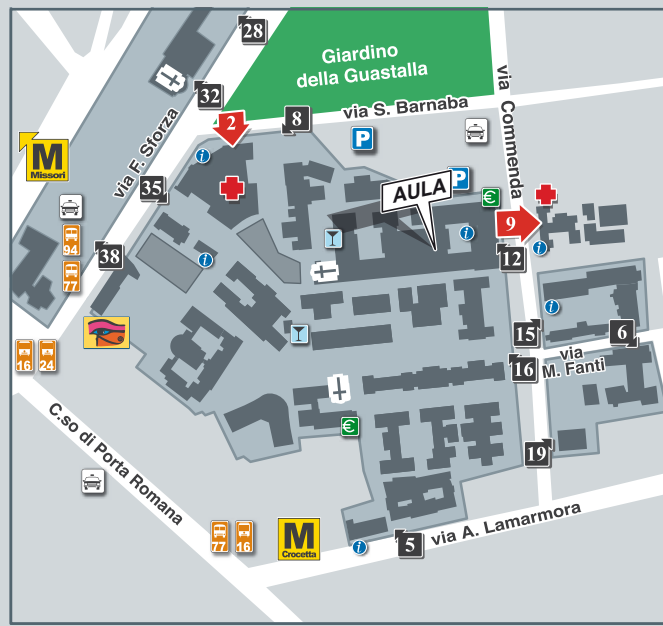 28
Giardino
della Guastalla
via Commenda
32
2
8
via S. Barnaba
P
M
Missori
via F. Sforza
i
35
P
AULA
€
9
94
38
i
i
i
12
77
i
15
6
16
24
16
via
M. Fanti
C.so di Porta Romana
€
19
77
16
M
Crocetta
i
5
via A. Lamarmora